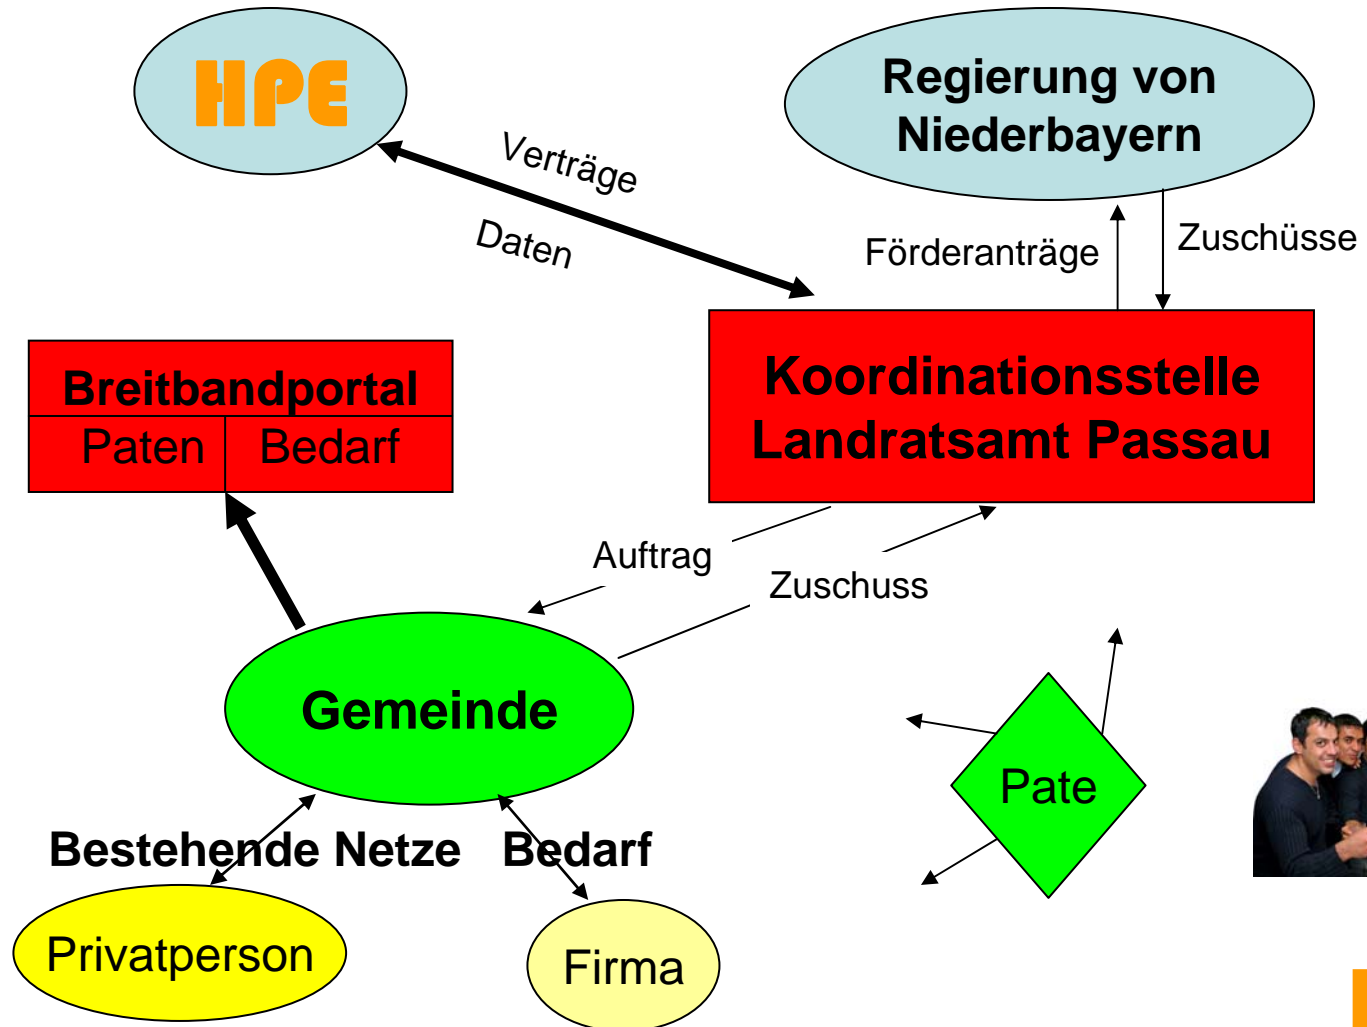 HPE
Regierung von
Niederbayern
Verträge
Daten
Förderanträge
Zuschüsse
Breitbandportal
Paten Bedarf
Koordinationsstelle
Landratsamt Passau
Auftrag
Zuschuss
Gemeinde
Pate
Bestehende Netze Bedarf
Privatperson
Firma